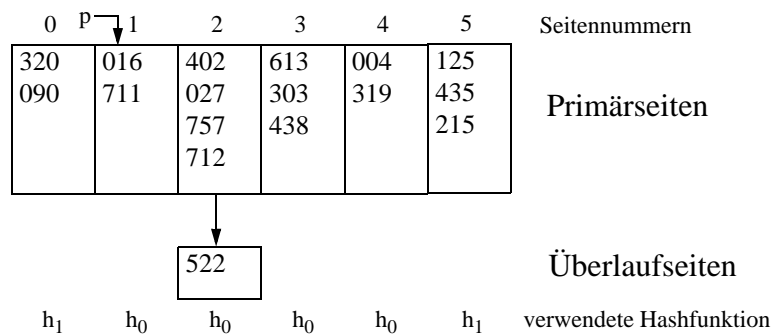 0 p 1 2 3 4 5 Seitennummern
320 016 402 613 004 125
090 711 027 303 319 435
757 438 215
712
Primärseiten
522
Überlaufseiten
h1 h0 h0 h0 h0 h1 verwendete Hashfunktion